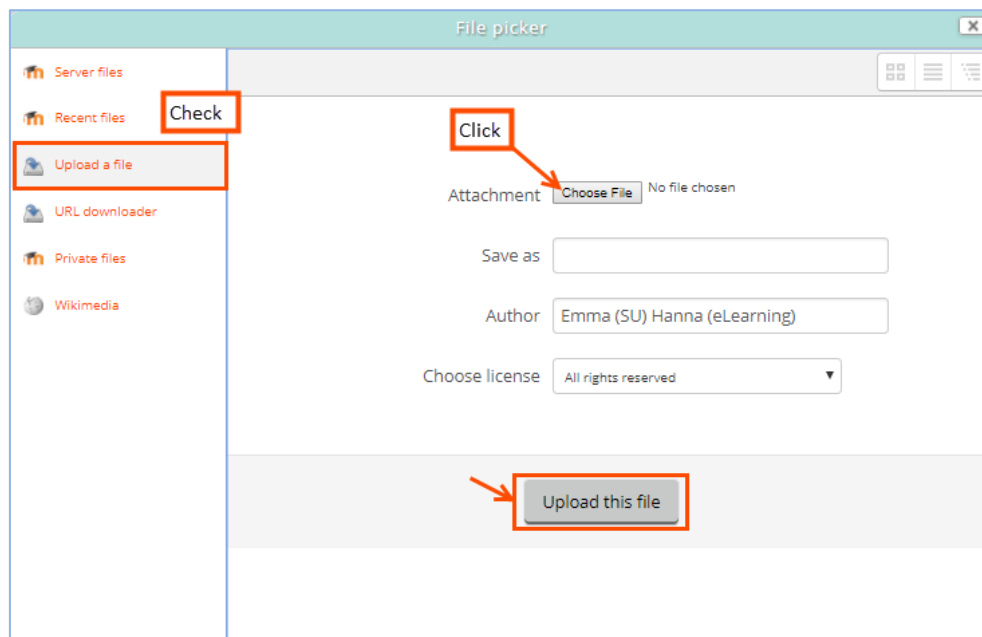 File picker
Server files
Recent files
Check
Upload a file
URL downloader
Private files
Wikimedia
Click
Attachment Choose File No file chosen
Save as
Author Emma (SU) Hanna (eLearning)
Choose license All rights reserved
Upload this file